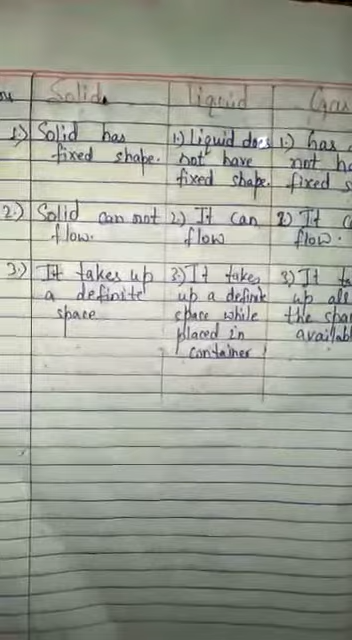 Solid Liquid Gas
1.) Solid has 1.) Liquid does 1.) Gas
fixed shape. not have not
fixed shape. fixed
2.) Solid can not 2.) It can 2) It
flow. flow flow.
3.) It takes up 3.) It takes 3) It
a definite up a definite up all
space space while the
placed in
container